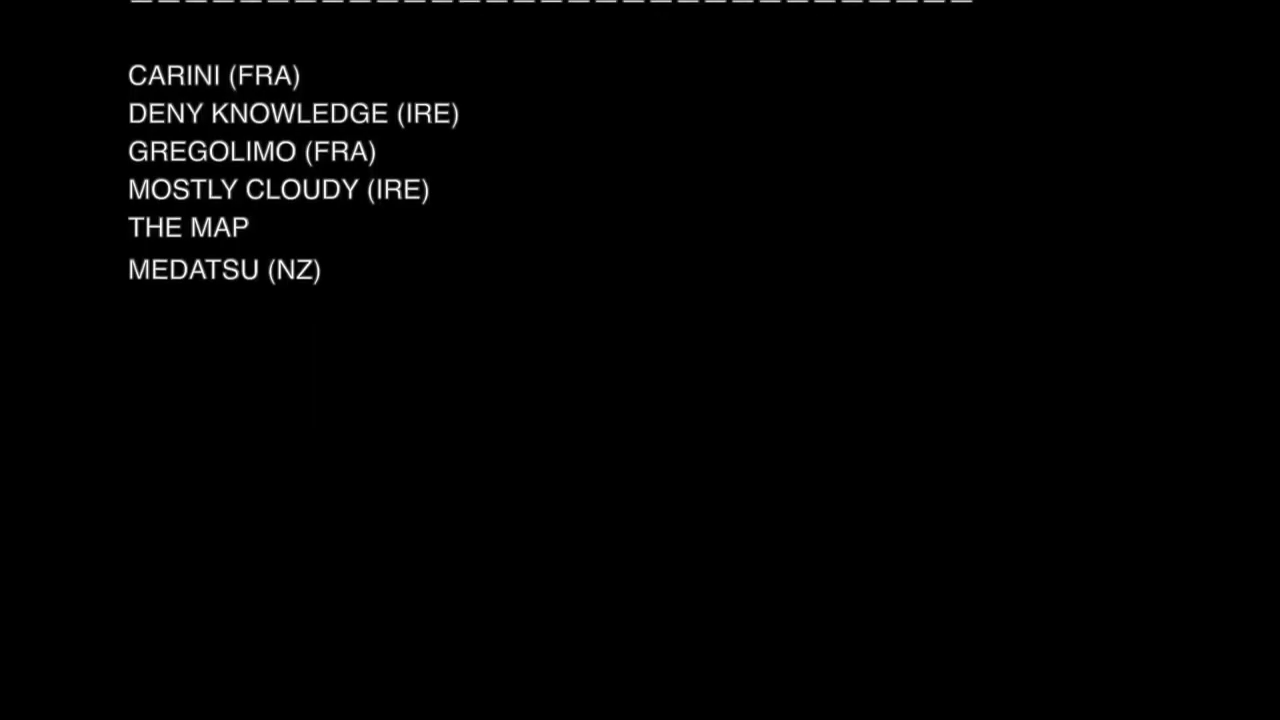 CARINI (FRA)
DENY KNOWLEDGE (IRE)
GREGOLIMO (FRA)
MOSTLY CLOUDY (IRE)
THE MAP
MEDATSU (NZ)